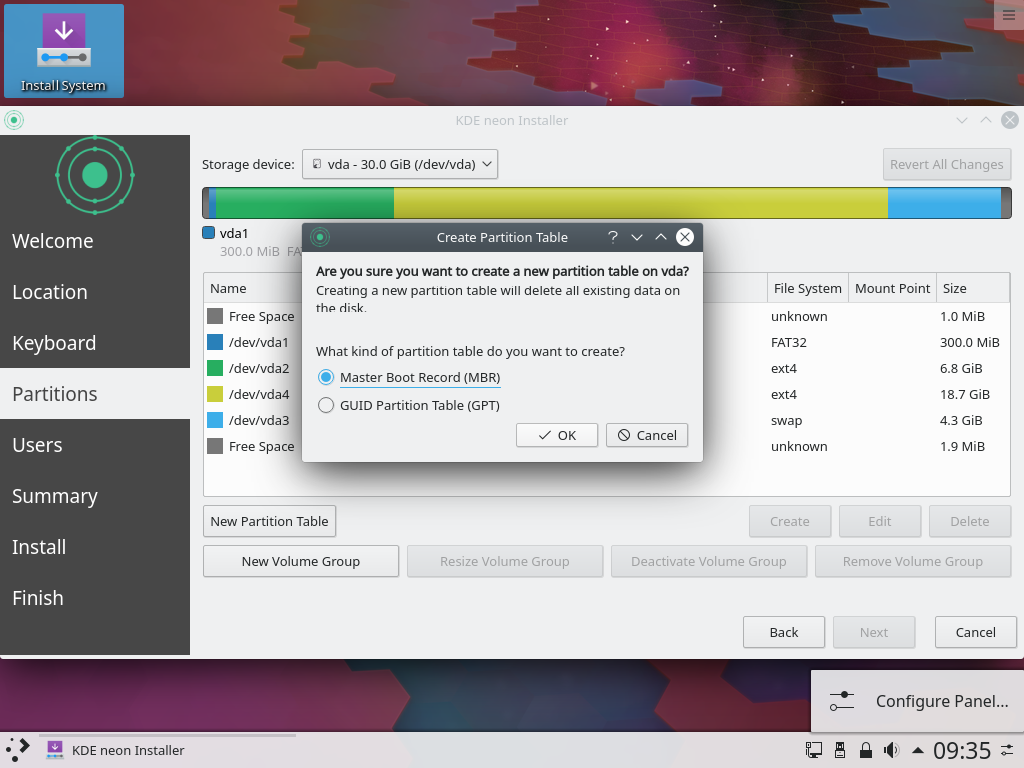 Install System
KDE neon Installer
Storage device: vda - 30.0 GiB (/dev/vda) Revert All Changes
vda1
300.0 MiB FA
Create Partition Table
Are you sure you want to create a new partition table on vda?
Creating a new partition table will delete all existing data on
the disk.
What kind of partition table do you want to create?
Master Boot Record (MBR)
GUID Partition Table (GPT)
OK Cancel
Welcome
Location
Keyboard
Partitions
Users
Summary
Install
Finish
Name File System Mount Point Size
Free Space unknown 1.0 MiB
/dev/vda1 FAT32 300.0 MiB
/dev/vda2 ext4 6.8 GiB
/dev/vda4 ext4 18.7 GiB
/dev/vda3 swap 4.3 GiB
Free Space unknown 1.9 MiB
New Partition Table Create Edit Delete
New Volume Group Resize Volume Group Deactivate Volume Group Remove Volume Group
Back Next Cancel
Configure Panel...
KDE neon Installer 09:35